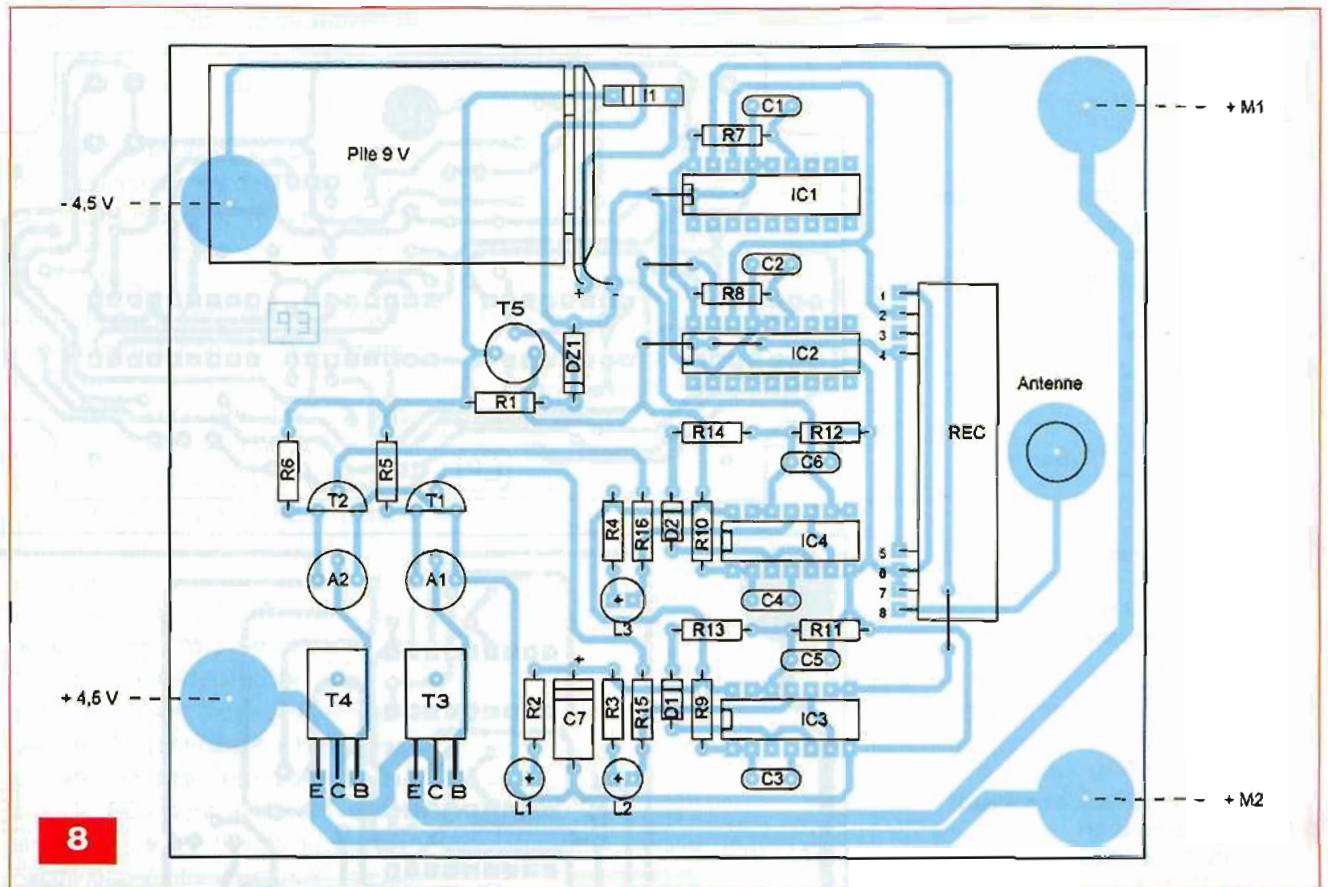 Pile 9 V
I1
C1
R7
IC1
+ M1
- 4,5 V
C2
R8
T5
+
-
DZ1
IC2
1
2
3
4
R1
Antenne
R14
R12
REC
C6
R6
R5
T2
T1
R4
R16
D2
R10
IC4
5
6
7
8
A2
A1
+
L3
C4
R13
R11
C5
+
+ 4,5 V
T4
T3
R2
C7
R3
R15
D1
R9
IC3
E C B
E C B
+
L1
+
L2
C3
+ M2
8